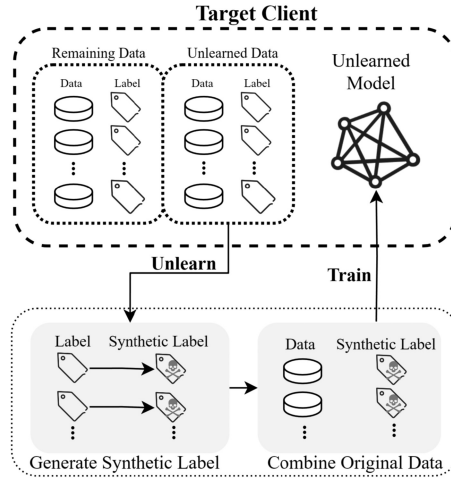 Target Client
Remaining Data
Unlearned Data
Data Label
Data Label
Unlearned
Model
Unlearn
Train
Label Synthetic Label
Data Synthetic Label
Generate Synthetic Label
Combine Original Data